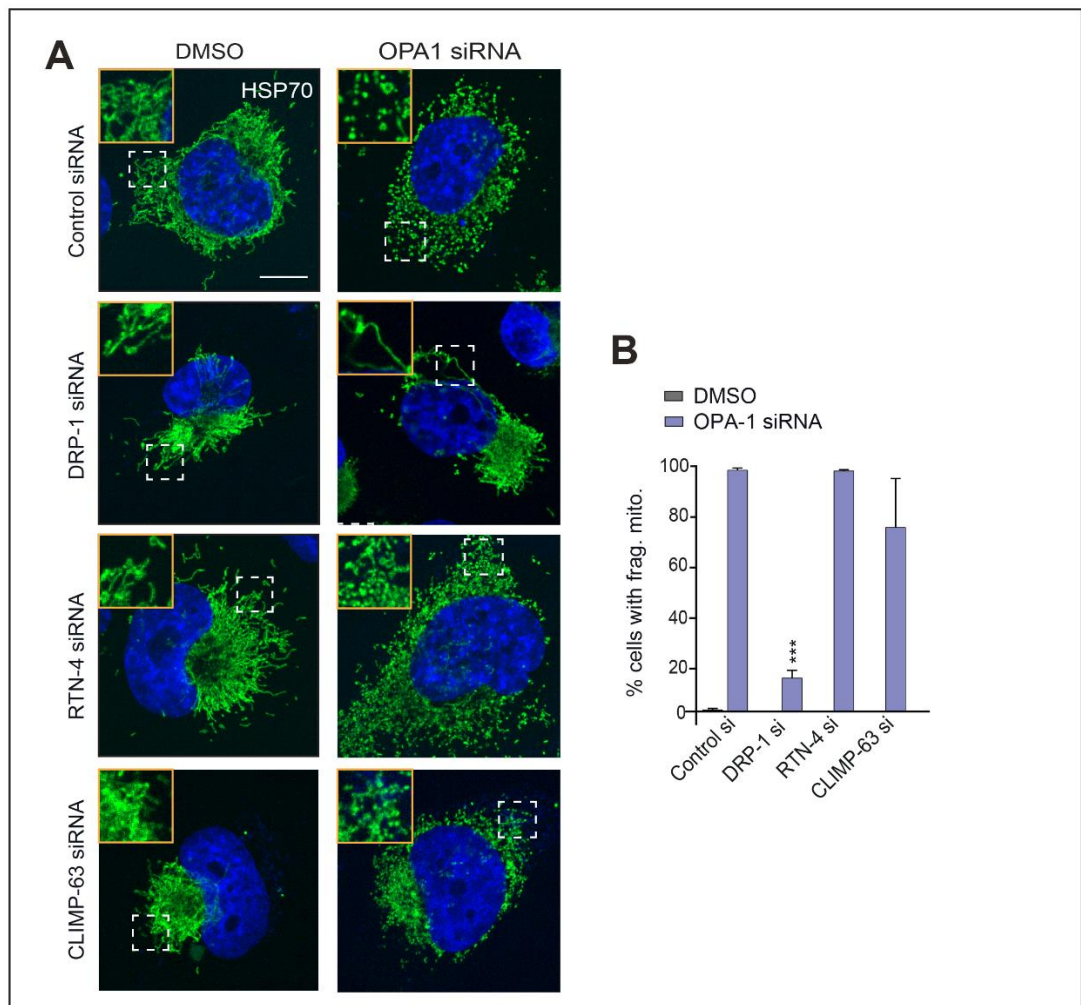 A
DMSO
OPA1 siRNA
HSP70
Control siRNA
DRP-1 siRNA
RTN-4 siRNA
CLIMP-63 siRNA
B
DMSO
OPA-1 siRNA
% cells with frag. mito.
100
80
60
40
20
0
***
Control si
DRP-1 si
RTN-4 si
CLIMP-63 si